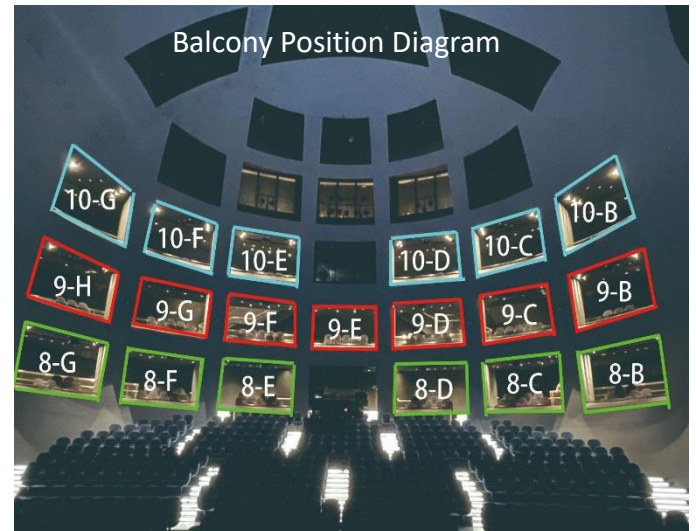 Balcony Position Diagram
10-G 10-F 10-E 10-D 10-C 10-B
9-H 9-G 9-F 9-E 9-D 9-C 9-B
8-G 8-F 8-E 8-D 8-C 8-B